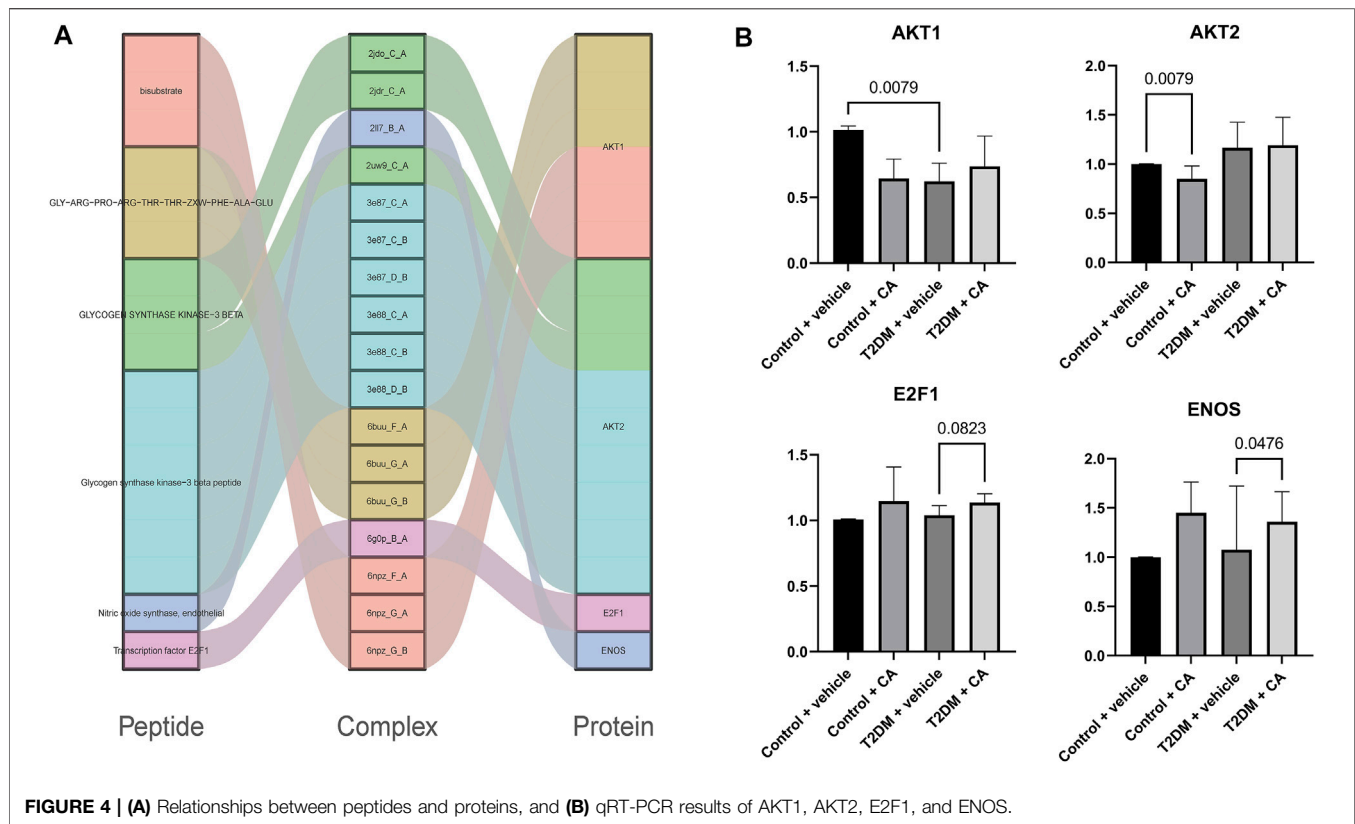 A
bisubstrate
GLY-ARG-PRO-ARG-THR-THR-ZXW-PHE-ALA-GLU
GLYCOGEN SYNTHASE KINASE-3 BETA
Glycogen synthase kinase-3 beta peptide
Nitric oxide synthase, endothelial
Transcription factor E2F1
2jdo_C_A
2jdr_C_A
2ll7_B_A
2uw9_C_A
3e87_C_A
3e87_C_B
3e87_D_B
3e88_C_A
3e88_C_B
3e88_D_B
6buu_F_A
6buu_G_A
6buu_G_B
6g0p_B_A
6npz_F_A
6npz_G_A
6npz_G_B
AKT1
AKT2
E2F1
ENOS
Peptide
Complex
Protein
B
AKT1
1.5
1.0
0.5
0.0
0.0079
Control + vehicle
Control + CA
T2DM + vehicle
T2DM + CA
AKT2
2.0
1.5
1.0
0.5
0.0
0.0079
Control + vehicle
Control + CA
T2DM + vehicle
T2DM + CA
E2F1
1.5
1.0
0.5
0.0
0.0823
Control + vehicle
Control + CA
T2DM + vehicle
T2DM + CA
ENOS
2.0
1.5
1.0
0.5
0.0
0.0476
Control + vehicle
Control + CA
T2DM + vehicle
T2DM + CA
FIGURE 4 | (A) Relationships between peptides and proteins, and (B) qRT-PCR results of AKT1, AKT2, E2F1, and ENOS.